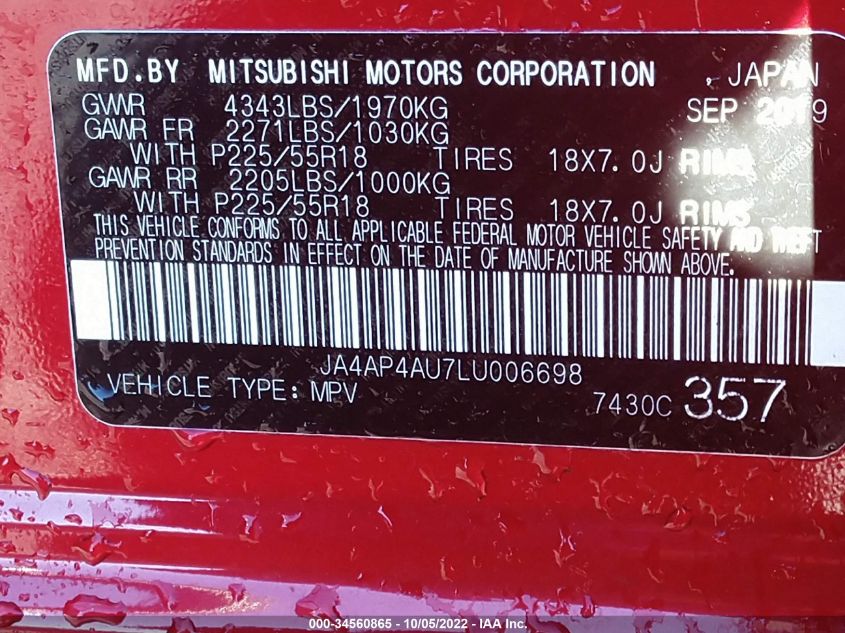 MFD.BY MITSUBISHI MOTORS CORPORATION , JAPAN
GVWR 4343LBS/1970KG SEP 2019
GAWR FR 2271LBS/1030KG
WITH P225/55R18 TIRES 18X7.0J RIMS
GAWR RR 2205LBS/1000KG
WITH P225/55R18 TIRES 18X7.0J RIMS
THIS VEHICLE CONFORMS TO ALL APPLICABLE FEDERAL MOTOR VEHICLE SAFETY AND THEFT
PREVENTION STANDARDS IN EFFECT ON THE DATE OF MANUFACTURE SHOWN ABOVE.
JA4AP4AU7LU006698
VEHICLE TYPE: MPV 7430C 357
000-34560865 - 10/05/2022 - IAA Inc.